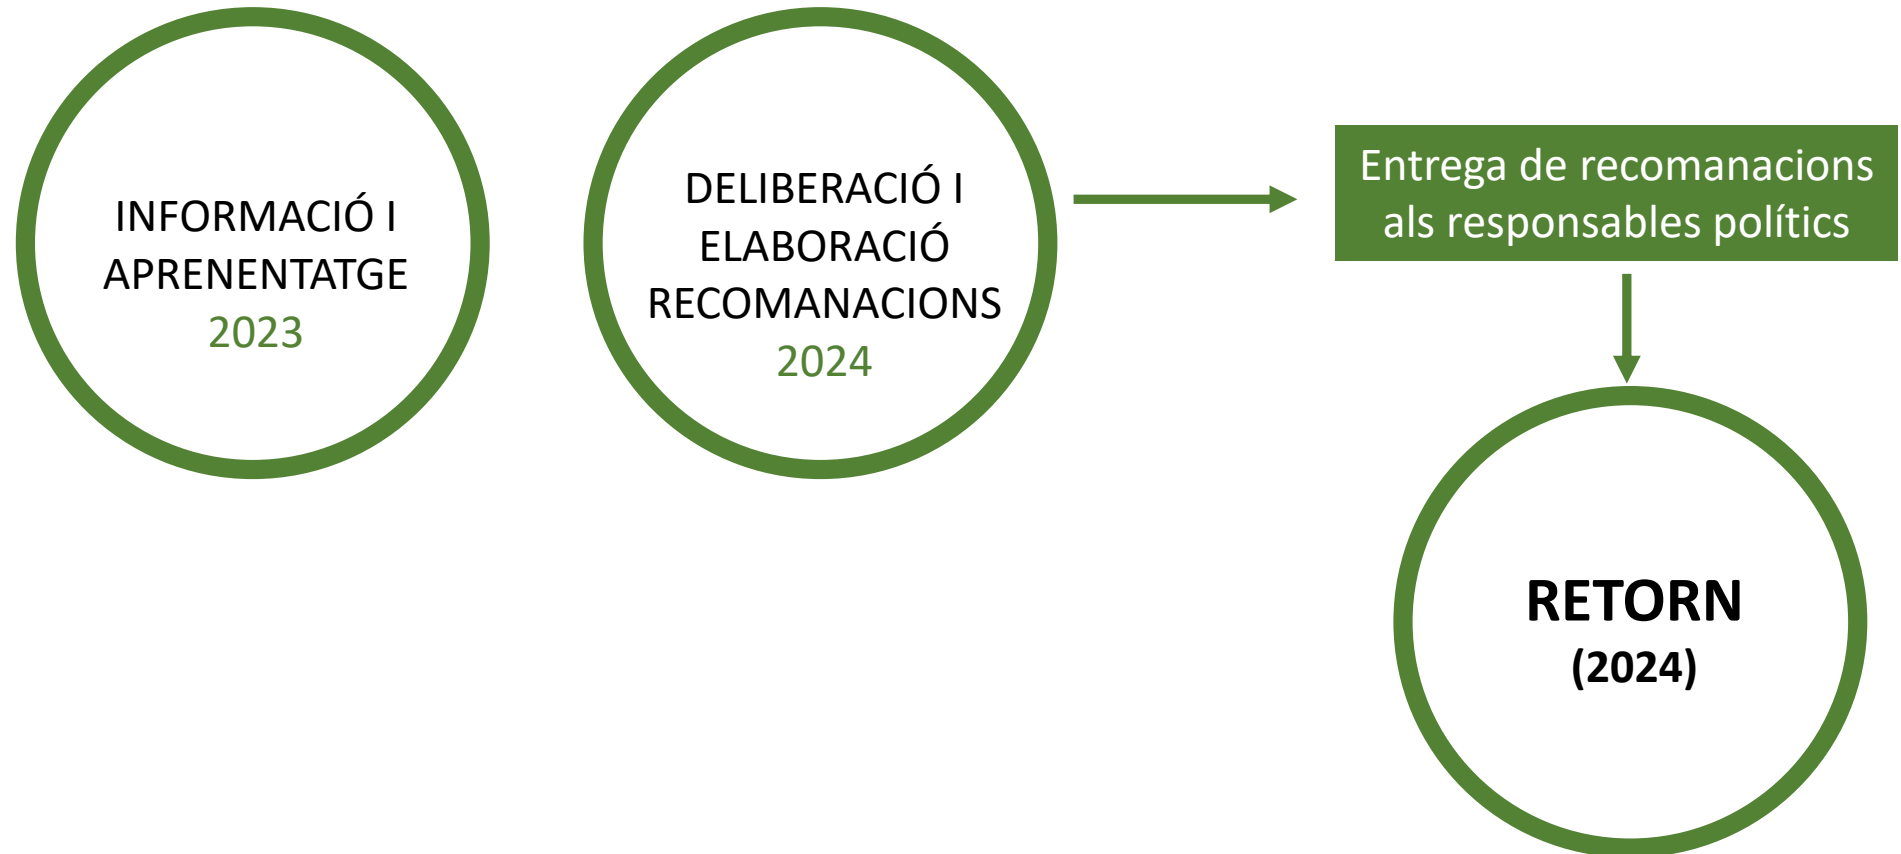 INFORMACIÓ I
APRENENTATGE
2023
DELIBERACIÓ I
ELABORACIÓ
RECOMANACIONS
2024
Entrega de recomanacions
als responsables polítics
RETORN
(2024)